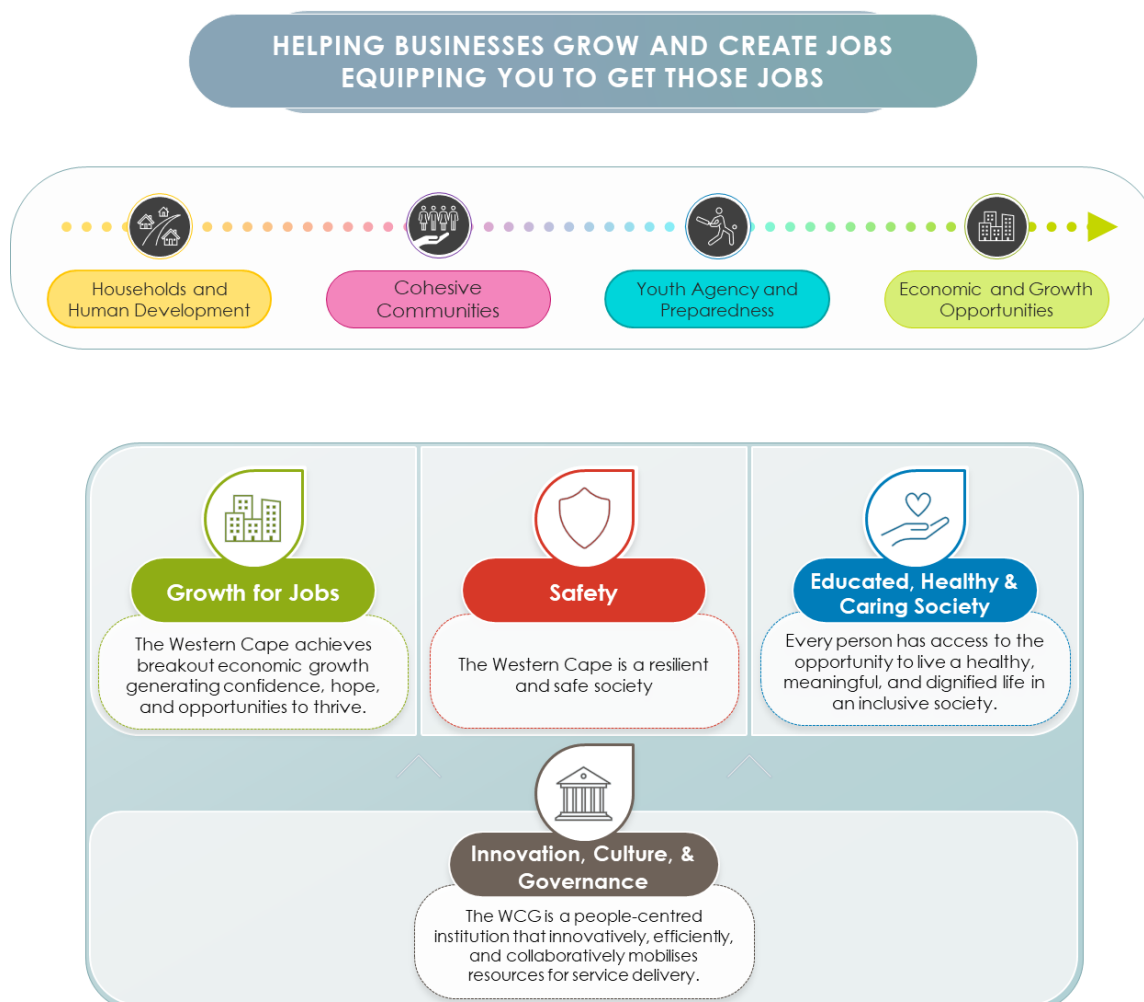 HELPING BUSINESSES GROW AND CREATE JOBS
EQUIPPING YOU TO GET THOSE JOBS
Households and
Human Development
Cohesive
Communities
Youth Agency and
Preparedness
Economic and Growth
Opportunities
Growth for Jobs
The Western Cape achieves
breakout economic growth
generating confidence, hope,
and opportunities to thrive.
Safety
The Western Cape is a resilient
and safe society
Educated, Healthy &
Caring Society
Every person has access to the
opportunity to live a healthy,
meaningful, and dignified life in
an inclusive society.
Innovation, Culture, &
Governance
The WCG is a people-centred
institution that innovatively, efficiently,
and collaboratively mobilises
resources for service delivery.